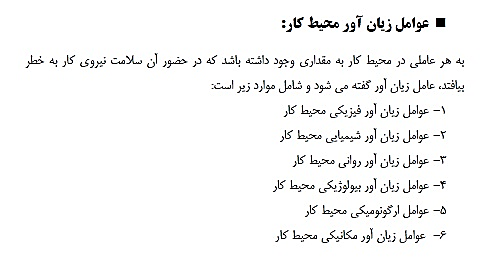 ■ عوامل زیان آور محیط کار:
به هر عاملی در محیط کار به مقداری وجود داشته باشد که در حضور آن سلامت نیروی کار به خطر
بیافتد، عامل زیان آور گفته می شود و شامل موارد زیر است:
۱- عوامل زیان آور فیزیکی محیط کار
۲- عوامل زیان آور شیمیایی محیط کار
۳- عوامل زیان آور روانی محیط کار
۴- عوامل زیان آور بیولوژیکی محیط کار
۵- عوامل ارگونومیکی محیط کار
۶- عوامل زیان آور مکانیکی محیط کار